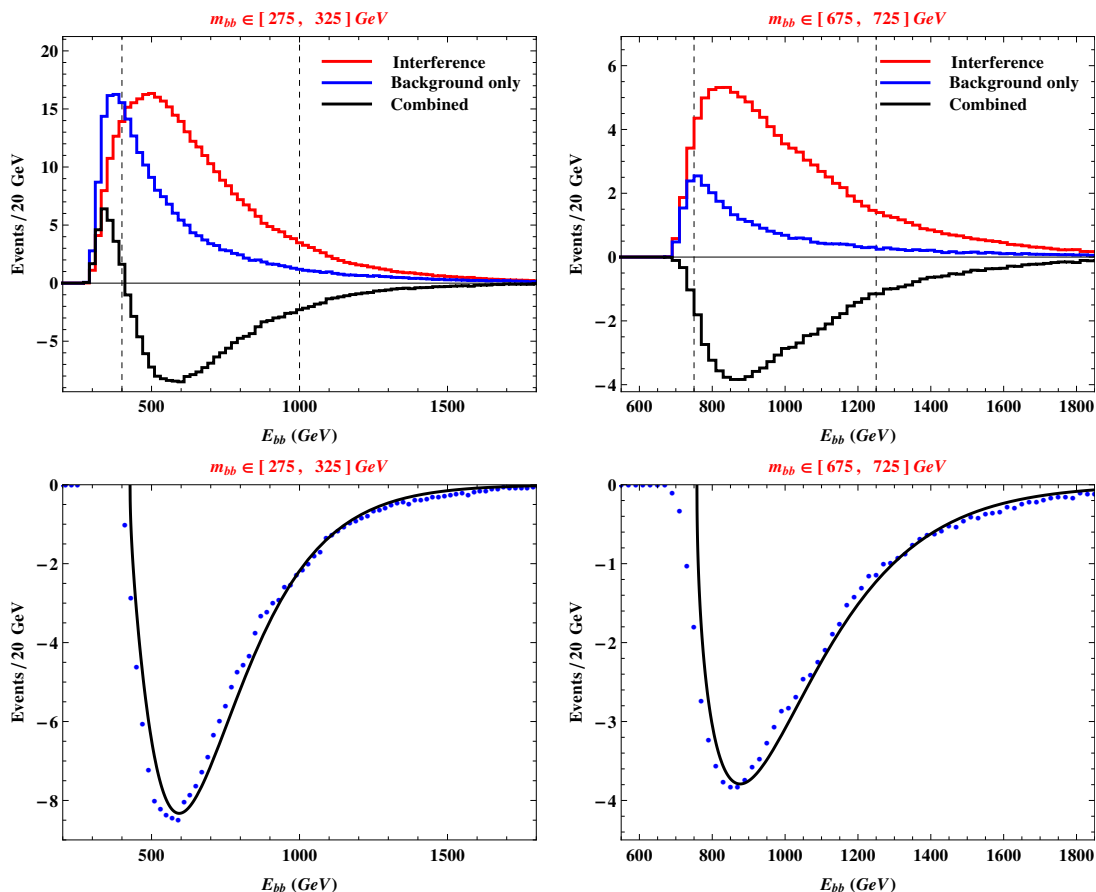 m_bb ∈ [ 275 , 325 ] GeV
Events / 20 GeV
20
15
10
5
0
−5
Interference
Background only
Combined
500
1000
1500
E_bb (GeV)
m_bb ∈ [ 675 , 725 ] GeV
Events / 20 GeV
6
4
2
0
−2
−4
Interference
Background only
Combined
600
800
1000
1200
1400
1600
1800
E_bb (GeV)
m_bb ∈ [ 275 , 325 ] GeV
Events / 20 GeV
0
−2
−4
−6
−8
500
1000
1500
E_bb (GeV)
m_bb ∈ [ 675 , 725 ] GeV
Events / 20 GeV
0
−1
−2
−3
−4
600
800
1000
1200
1400
1600
1800
E_bb (GeV)